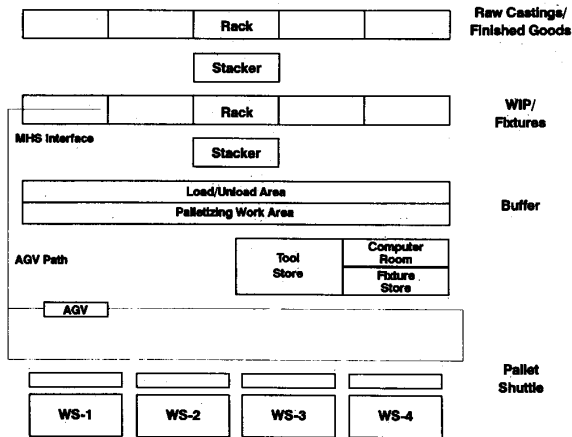 Raw Castings/
Rack
Finished Goods
Stacker
Rack
WIP/
Fixtures
MHS Interface
Stacker
Load/Unload Area
Palletizing Work Area
Buffer
AGV Path
Tool
Store
Computer
Room
Fixture
Store
AGV
Pallet
Shuttle
WS-1
WS-2
WS-3
WS-4